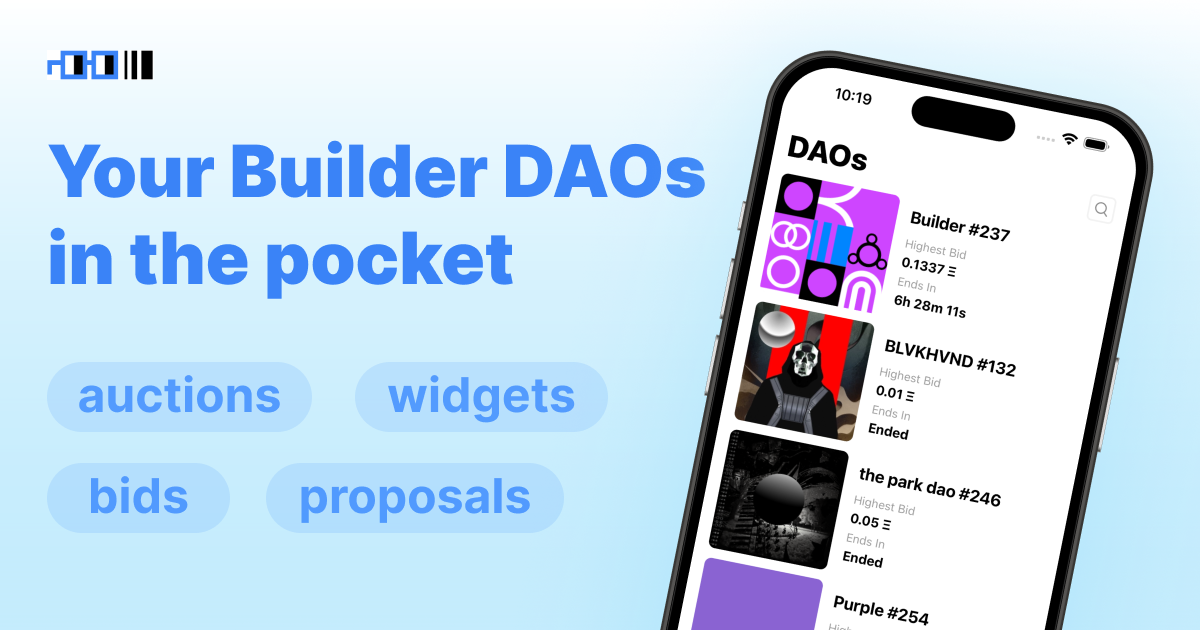 Your Builder DAOs
in the pocket
auctions
widgets
bids
proposals
10:19
DAOs
Builder #237
Highest Bid
0.1337 Ξ
Ends In
6h 28m 11s
BLVKHVND #132
Highest Bid
0.01 Ξ
Ends In
Ended
the park dao #246
Highest Bid
0.05 Ξ
Ends In
Ended
Purple #254